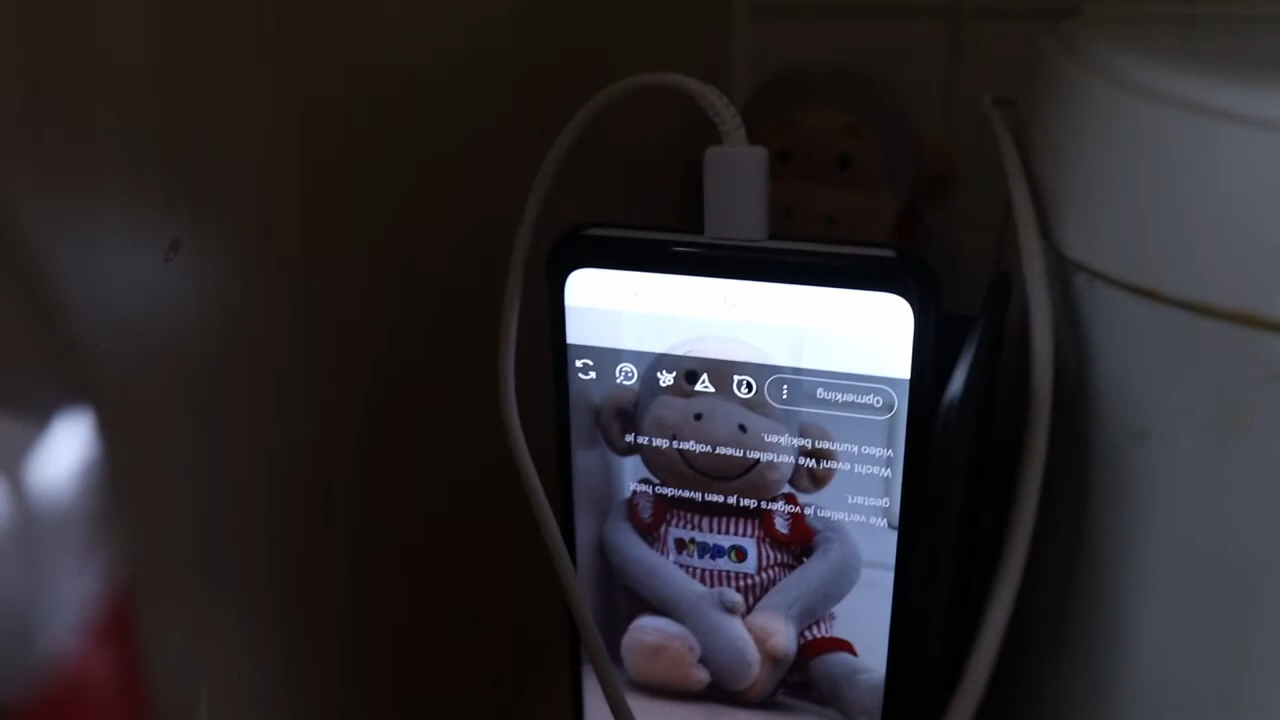 We vertellen je volgers dat je een livevideo hebt
gestart.
Wacht even! We vertellen meer volgers dat ze je
video kunnen bekijken.
Opmerking
PIPPO